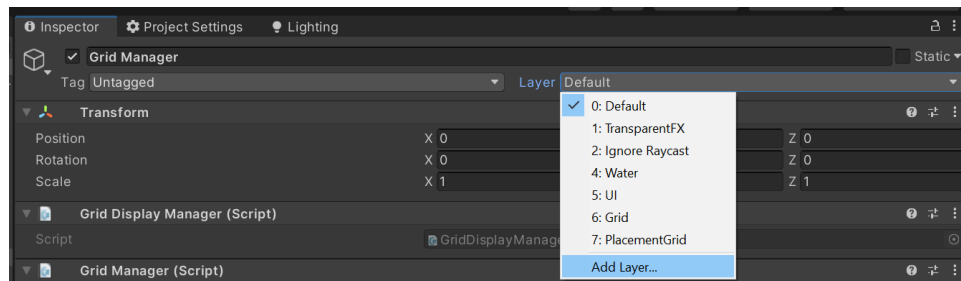 Inspector Project Settings Lighting
Grid Manager Static
Tag Untagged Layer Default
0: Default
1: TransparentFX
2: Ignore Raycast
4: Water
5: UI
6: Grid
7: PlacementGrid
Add Layer...
Transform
Position X 0 Z 0
Rotation X 0 Z 0
Scale X 1 Z 1
Grid Display Manager (Script)
Script GridDisplayManage
Grid Manager (Script)